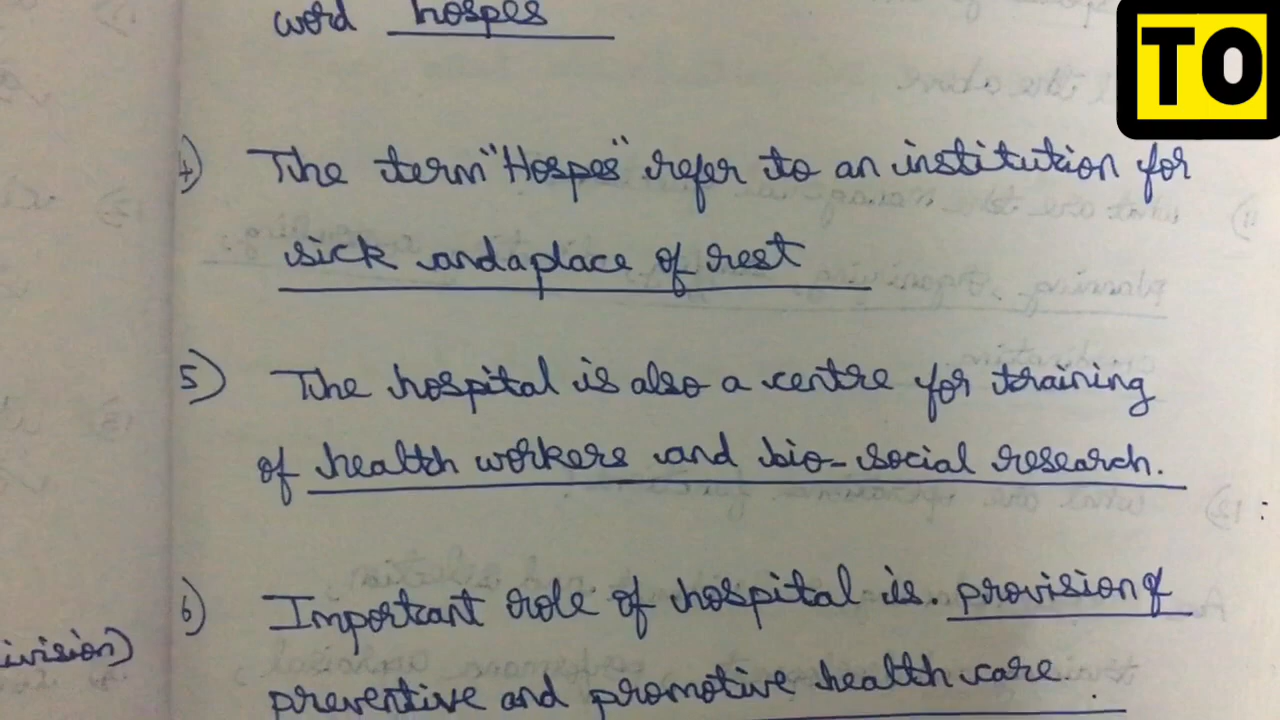 word hospes
TO
4) The term "Hospes" refer to an institution for
sick and a place of rest
5) The hospital is also a centre for training
of health workers and bio-social research.
6) Important role of hospital is. provision of
ivision)
preventive and promotive health care.